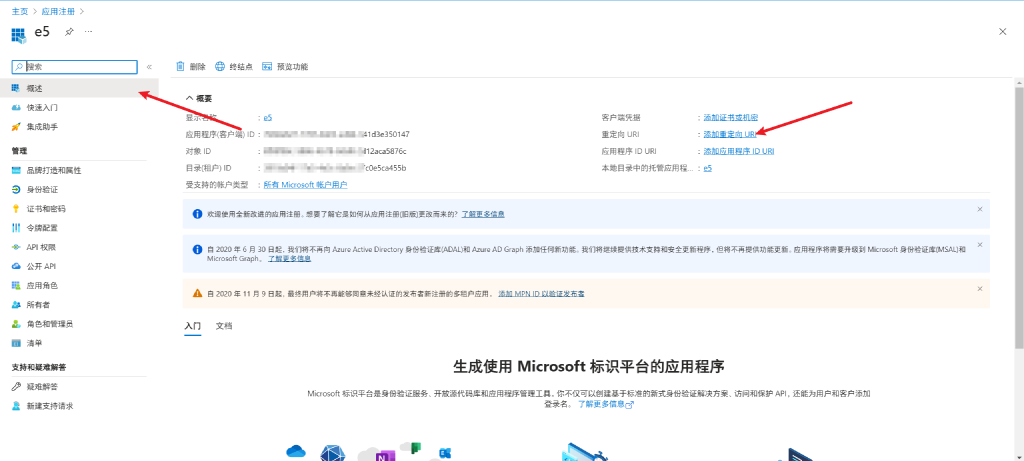 主页 > 应用注册 >
e5
搜索
删除 终结点 预览功能
概述
快速入门
集成助手
管理
品牌打造和属性
身份验证
证书和密码
令牌配置
API 权限
公开 API
应用角色
所有者
角色和管理员
清单
支持和疑难解答
疑难解答
新建支持请求
概要
显示名称 : e5
应用程序(客户端) ID : 41d3e350147
对象 ID : f12aca5876c
目录(租户) ID : 7c0e5ca455b
受支持的帐户类型 : 所有 Microsoft 帐户用户
客户端凭据 : 添加证书或机密
重定向 URI : 添加重定向 URI
应用程序 ID URI : 添加应用程序 ID URI
本地目录中的托管应用程... : e5
欢迎使用全新改进的应用注册。想要了解它是如何从应用注册(旧版)更改而来的? 了解更多信息
自 2020 年 6 月 30 日起，我们将不再向 Azure Active Directory 身份验证库(ADAL)和 Azure AD Graph 添加任何新功能。我们将继续提供技术支持和安全更新程序，但将不再提供功能更新。应用程序将需要升级到 Microsoft 身份验证库(MSAL)和
Microsoft Graph。 了解更多信息
自 2020 年 11 月 9 日起，最终用户将不再能够同意未经认证的发布者新注册的多租户应用。 添加 MPN ID 以验证发布者
入门 文档
生成使用 Microsoft 标识平台的应用程序
Microsoft 标识平台是身份验证服务、开放源代码库和应用程序管理工具。你不仅可以创建基于标准的新式身份验证解决方案、访问和保护 API，还能为用户和客户添加
登录名。 了解更多信息